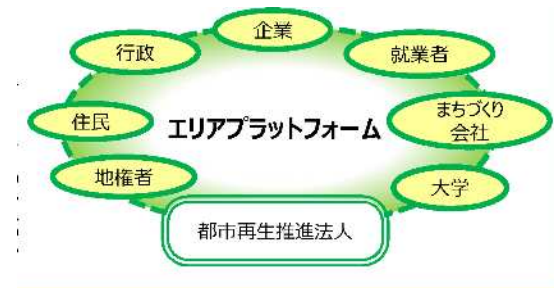 企業
行政
就業者
住民
エリアプラットフォーム
まちづくり
会社
地権者
大学
都市再生推進法人